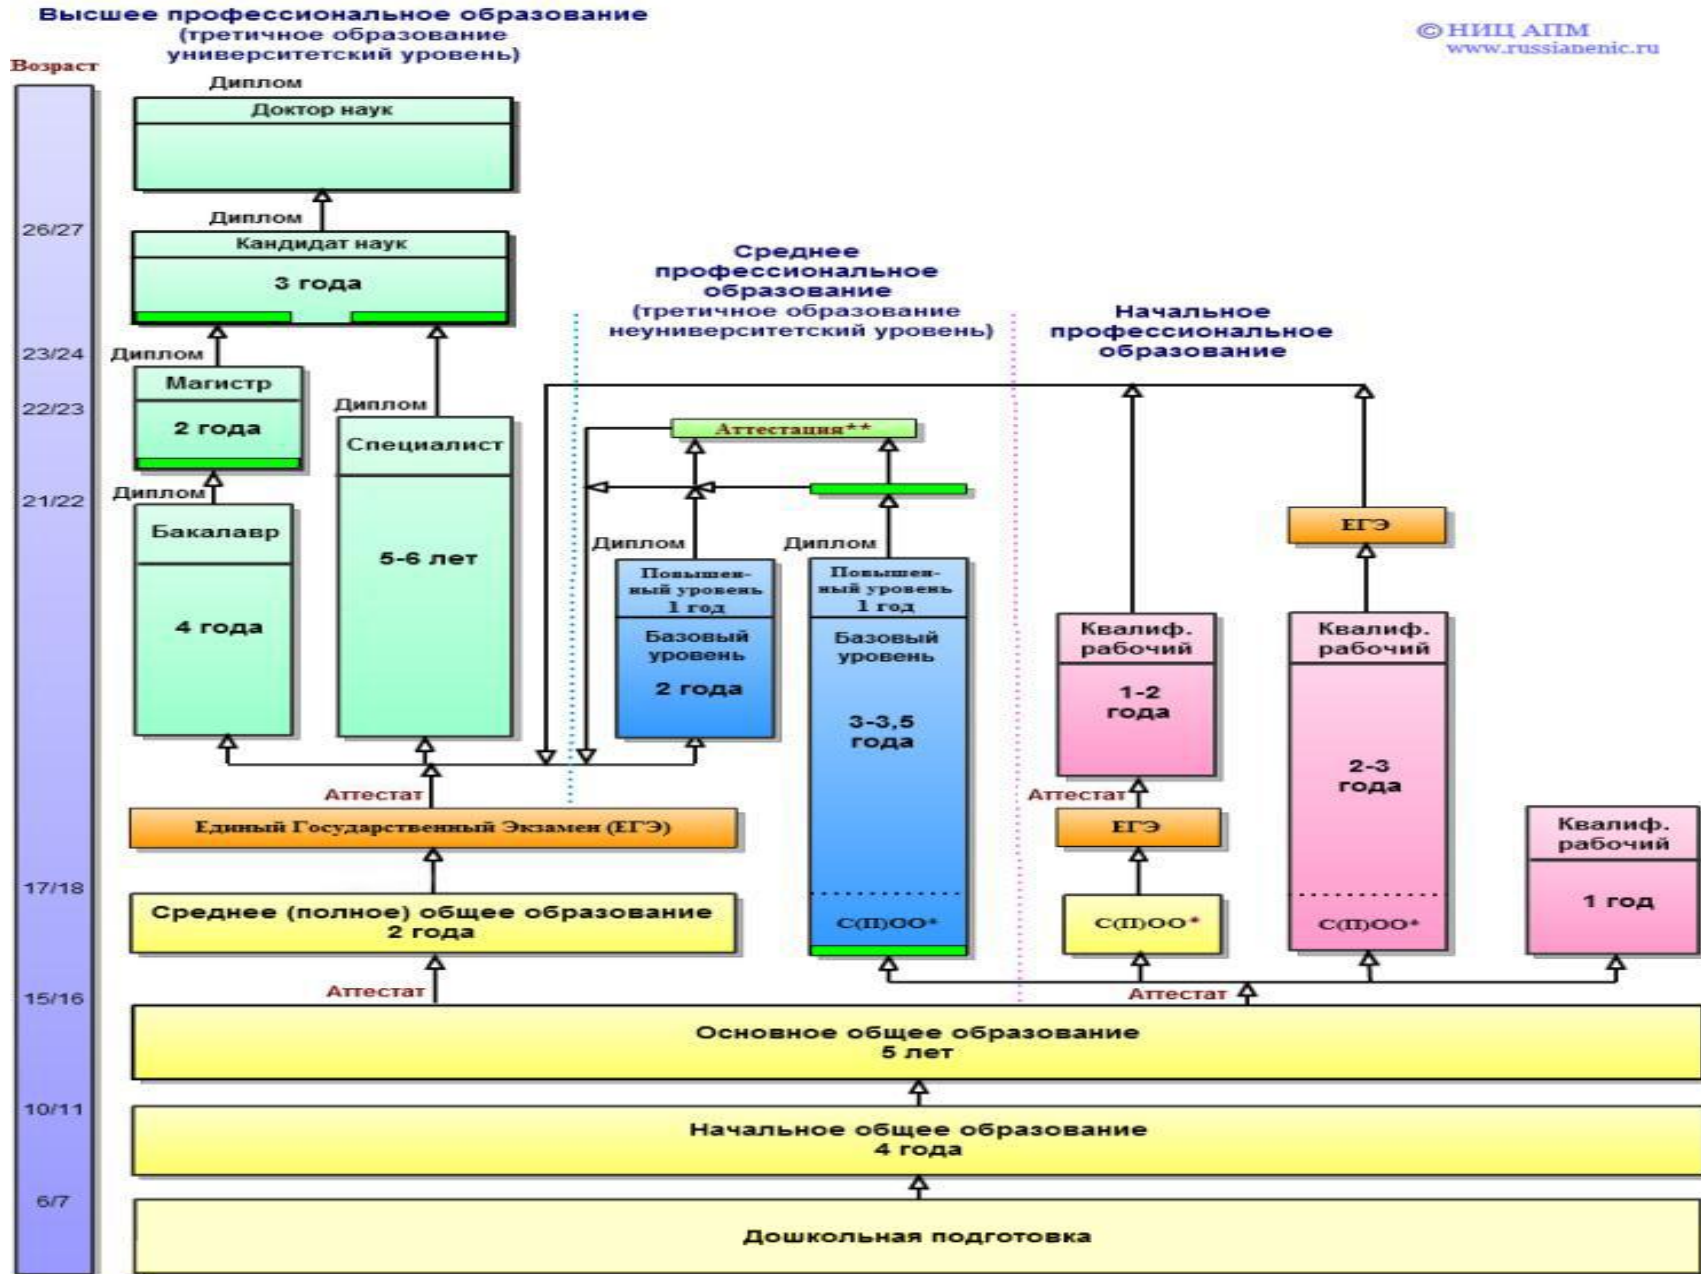 Высшее профессиональное образование
(третичное образование
университетский уровень)
© НИЦ АПМ
www.russianenic.ru
Возраст
Диплом
Доктор наук
Диплом
26/27
Кандидат наук
3 года
Среднее
профессиональное
образование
(третичное образование
неуниверситетский уровень)
Начальное
профессиональное
образование
23/24
Диплом
Магистр
2 года
22/23
Диплом
Специалист
5-6 лет
Аттестация**
21/22
Диплом
Бакалавр
4 года
ЕГЭ
Диплом
Повышен-
ный уровень
1 год
Базовый
уровень
2 года
Диплом
Повышен-
ный уровень
1 год
Базовый
уровень
3-3,5
года
С(П)ОО*
Квалиф.
рабочий
1-2
года
Квалиф.
рабочий
2-3
года
С(П)ОО*
Аттестат
Единый Государственный Экзамен (ЕГЭ)
Аттестат
ЕГЭ
Квалиф.
рабочий
1 год
17/18
Среднее (полное) общее образование
2 года
С(П)ОО*
15/16
Аттестат
Аттестат
Основное общее образование
5 лет
10/11
Начальное общее образование
4 года
6/7
Дошкольная подготовка